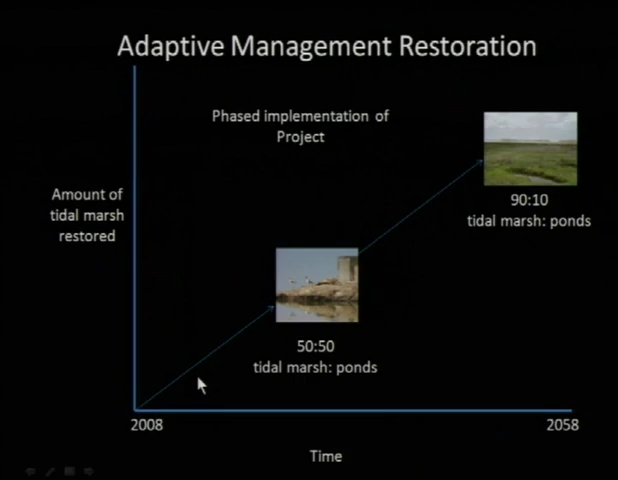 Adaptive Management Restoration
Phased implementation of
Project
Amount of
tidal marsh
restored
90:10
tidal marsh: ponds
50:50
tidal marsh: ponds
2008
2058
Time